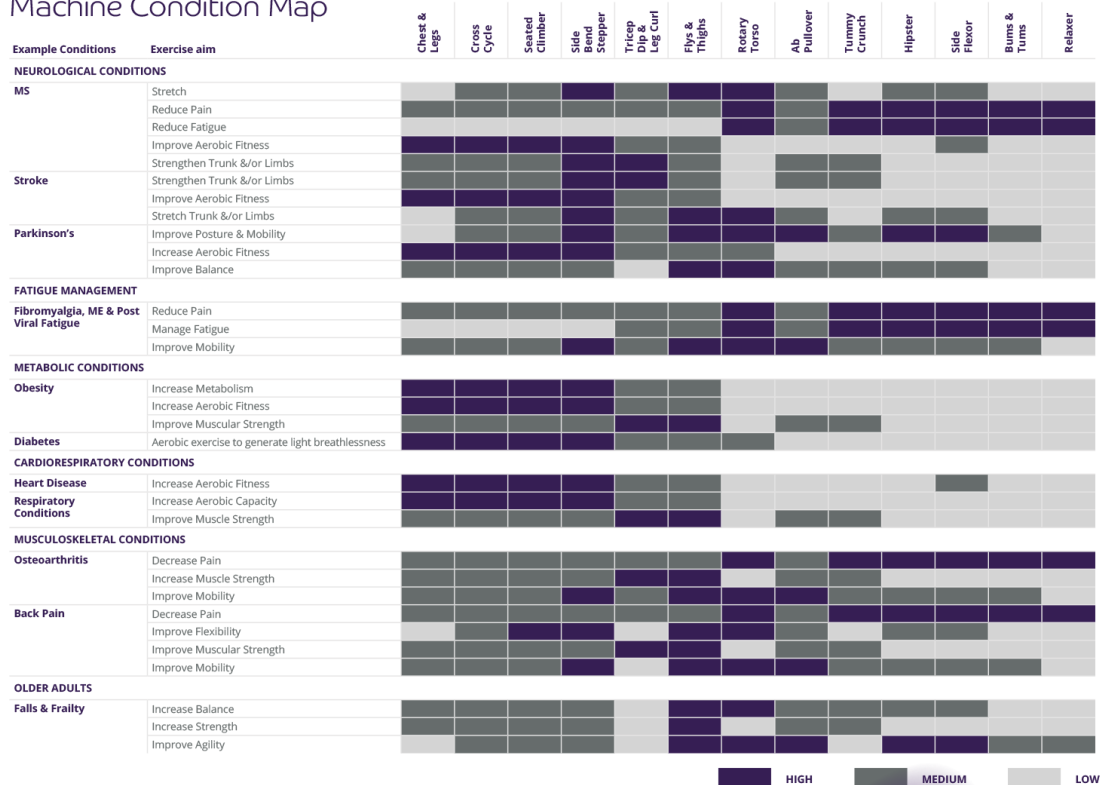 Machine Condition Map
Example Conditions
Exercise aim
Chest &
Legs
Cross
Cycle
Seated
Climber
Side
Bend
Stepper
Tricep
Dip &
Leg Curl
Flys &
Thighs
Rotary
Torso
Ab
Pullover
Tummy
Crunch
Hipster
Side
Flexor
Bums &
Tums
Relaxer
NEUROLOGICAL CONDITIONS
MS
Stretch
Reduce Pain
Reduce Fatigue
Improve Aerobic Fitness
Strengthen Trunk &/or Limbs
Stroke
Strengthen Trunk &/or Limbs
Improve Aerobic Fitness
Stretch Trunk &/or Limbs
Parkinson's
Improve Posture & Mobility
Increase Aerobic Fitness
Improve Balance
FATIGUE MANAGEMENT
Fibromyalgia, ME & Post
Viral Fatigue
Reduce Pain
Manage Fatigue
Improve Mobility
METABOLIC CONDITIONS
Obesity
Increase Metabolism
Increase Aerobic Fitness
Improve Muscular Strength
Diabetes
Aerobic exercise to generate light breathlessness
CARDIORESPIRATORY CONDITIONS
Heart Disease
Increase Aerobic Fitness
Respiratory
Conditions
Increase Aerobic Capacity
Improve Muscle Strength
MUSCULOSKELETAL CONDITIONS
Osteoarthritis
Decrease Pain
Increase Muscle Strength
Improve Mobility
Back Pain
Decrease Pain
Improve Flexibility
Improve Muscular Strength
Improve Mobility
OLDER ADULTS
Falls & Frailty
Increase Balance
Increase Strength
Improve Agility
HIGH
MEDIUM
LOW